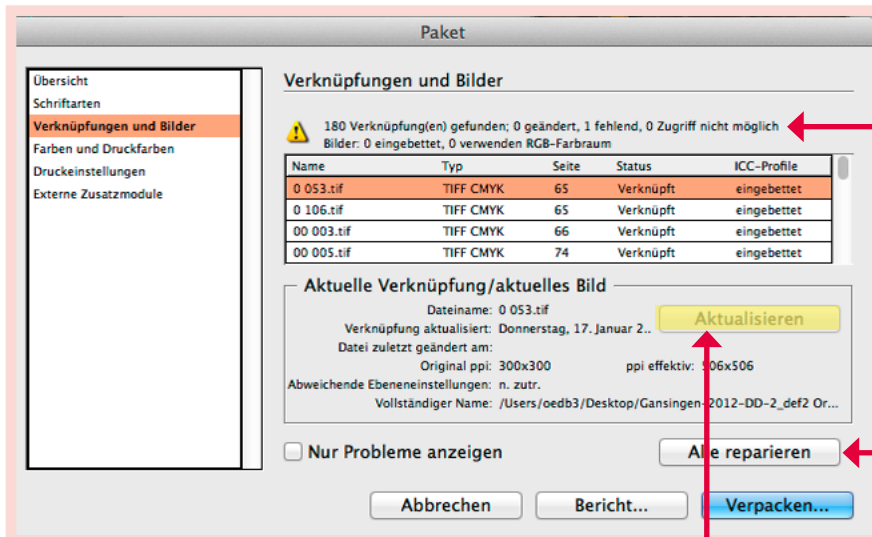 Paket
Übersicht
Schriftarten
Verknüpfungen und Bilder
Farben und Druckfarben
Druckeinstellungen
Externe Zusatzmodule
Verknüpfungen und Bilder
180 Verknüpfung(en) gefunden; 0 geändert, 1 fehlend, 0 Zugriff nicht möglich
Bilder: 0 eingebettet, 0 verwenden RGB-Farbraum
Name Typ Seite Status ICC-Profile
0 053.tif TIFF CMYK 65 Verknüpft eingebettet
0 106.tif TIFF CMYK 65 Verknüpft eingebettet
00 003.tif TIFF CMYK 66 Verknüpft eingebettet
00 005.tif TIFF CMYK 74 Verknüpft eingebettet
Aktuelle Verknüpfung/aktuelles Bild
Dateiname: 0 053.tif
Aktualisieren
Verknüpfung aktualisiert: Donnerstag, 17. Januar 2..
Datei zuletzt geändert am:
Original ppi: 300x300 ppi effektiv: 506x506
Abweichende Ebeneneinstellungen: n. zutr.
Vollständiger Name: /Users/oedb3/Desktop/Gansingen-2012-DD-2_def2 Or...
Nur Probleme anzeigen
Alle reparieren
Abbrechen Bericht... Verpacken...